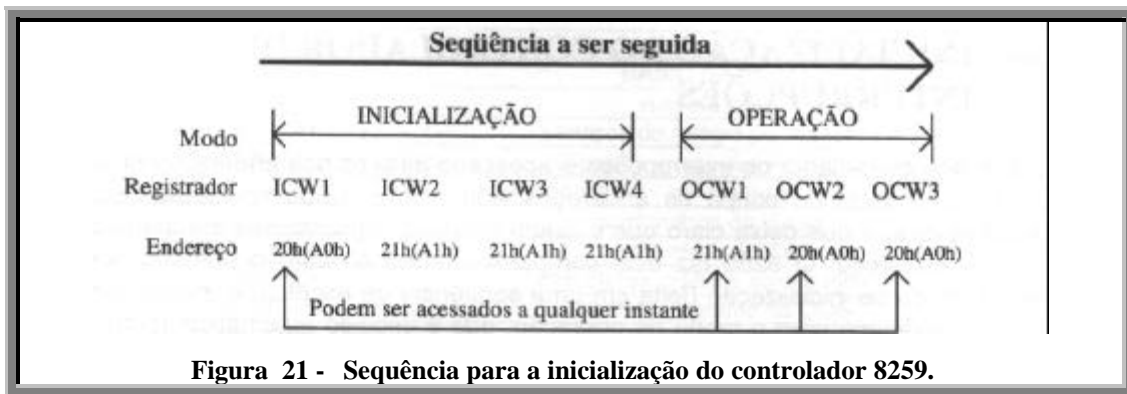 Seqüência a ser seguida
INICIALIZAÇÃO OPERAÇÃO
Modo
Registrador ICW1 ICW2 ICW3 ICW4 OCW1 OCW2 OCW3
Endereço 20h(A0h) 21h(A1h) 21h(A1h) 21h(A1h) 21h(A1h) 20h(A0h) 20h(A0h)
Podem ser acessados a qualquer instante
Figura 21 - Sequência para a inicialização do controlador 8259.